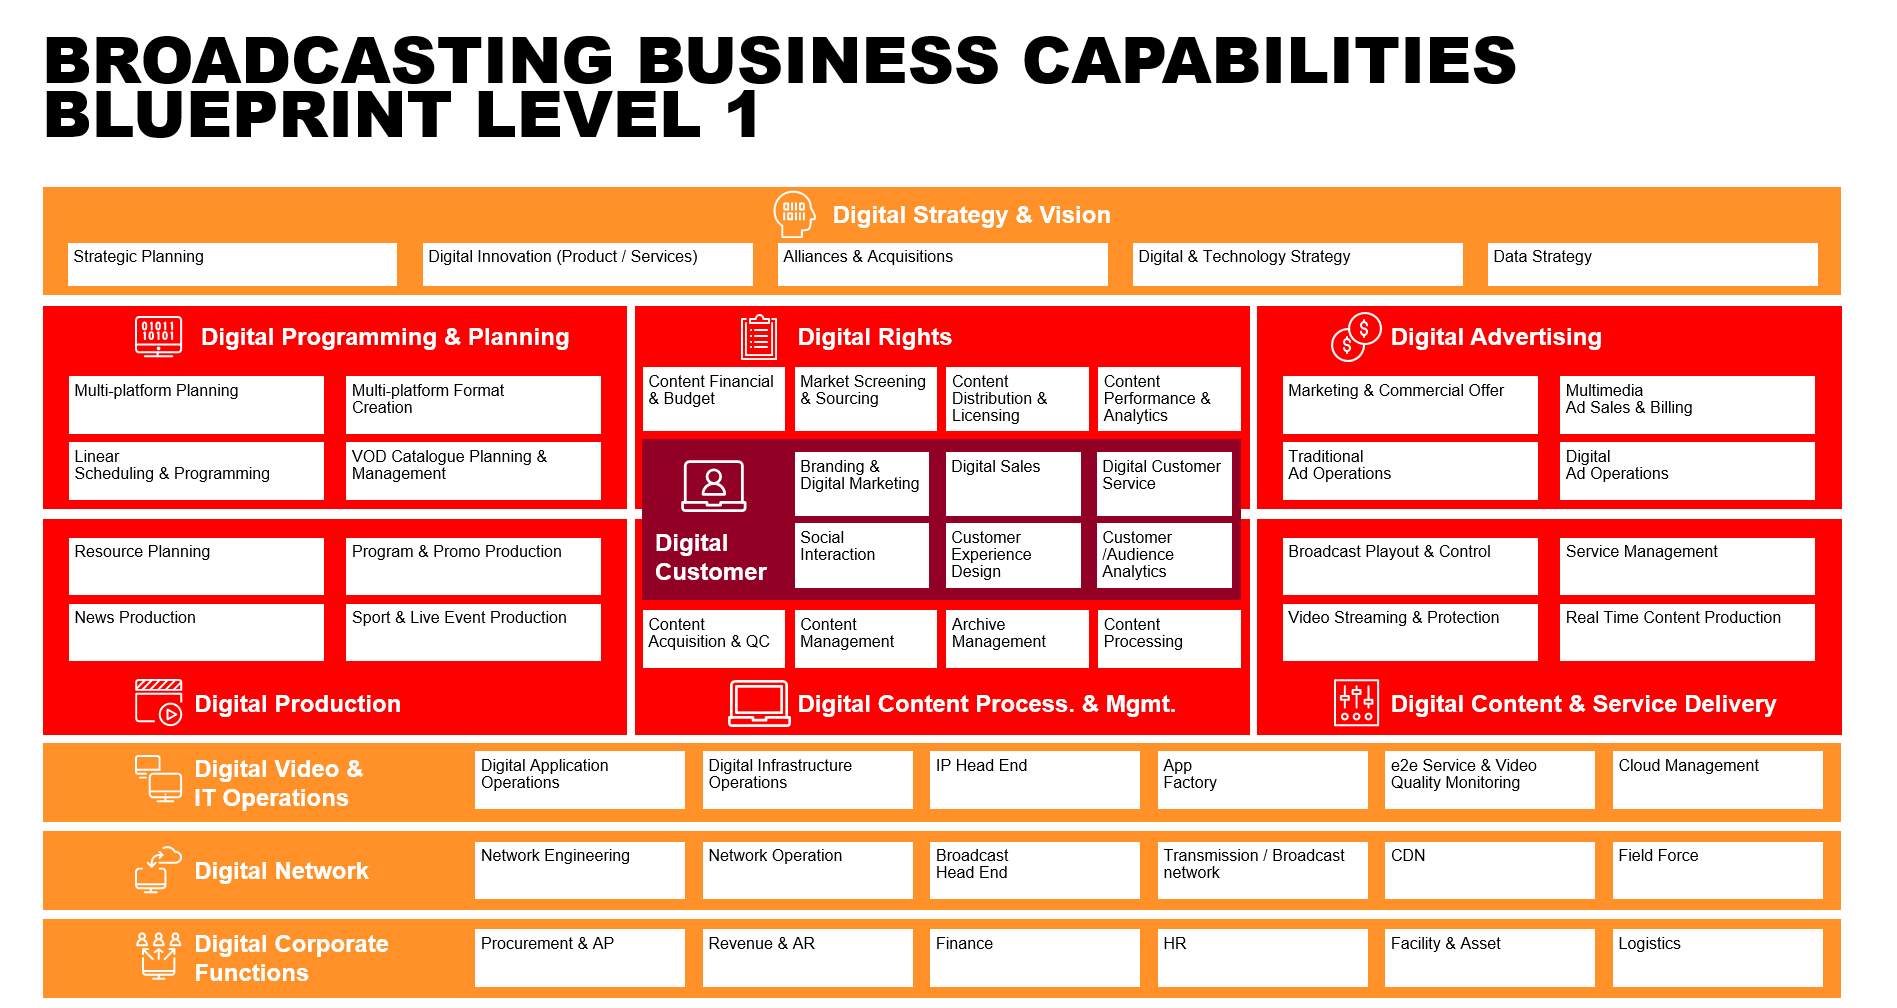 BROADCASTING BUSINESS CAPABILITIES
BLUEPRINT LEVEL 1
0110
1011
Digital Strategy & Vision
Strategic Planning
Digital Innovation (Product / Services)
Alliances & Acquisitions
Digital & Technology Strategy
Data Strategy
01011
10101
Digital Programming & Planning
Multi-platform Planning
Multi-platform Format
Creation
Linear
Scheduling & Programming
VOD Catalogue Planning &
Management
Digital Rights
Content Financial
& Budget
Market Screening
& Sourcing
Content
Distribution &
Licensing
Content
Performance &
Analytics
$
$
Digital Advertising
Marketing & Commercial Offer
Multimedia
Ad Sales & Billing
Traditional
Ad Operations
Digital
Ad Operations
Digital
Customer
Branding &
Digital Marketing
Digital Sales
Digital Customer
Service
Social
Interaction
Customer
Experience
Design
Customer
/Audience
Analytics
Resource Planning
Program & Promo Production
News Production
Sport & Live Event Production
Digital Production
Content
Acquisition & QC
Content
Management
Archive
Management
Content
Processing
Digital Content Process. & Mgmt.
Broadcast Playout & Control
Service Management
Video Streaming & Protection
Real Time Content Production
Digital Content & Service Delivery
Digital Video &
IT Operations
Digital Application
Operations
Digital Infrastructure
Operations
IP Head End
App
Factory
e2e Service & Video
Quality Monitoring
Cloud Management
Digital Network
Network Engineering
Network Operation
Broadcast
Head End
Transmission / Broadcast
network
CDN
Field Force
Digital Corporate
Functions
Procurement & AP
Revenue & AR
Finance
HR
Facility & Asset
Logistics